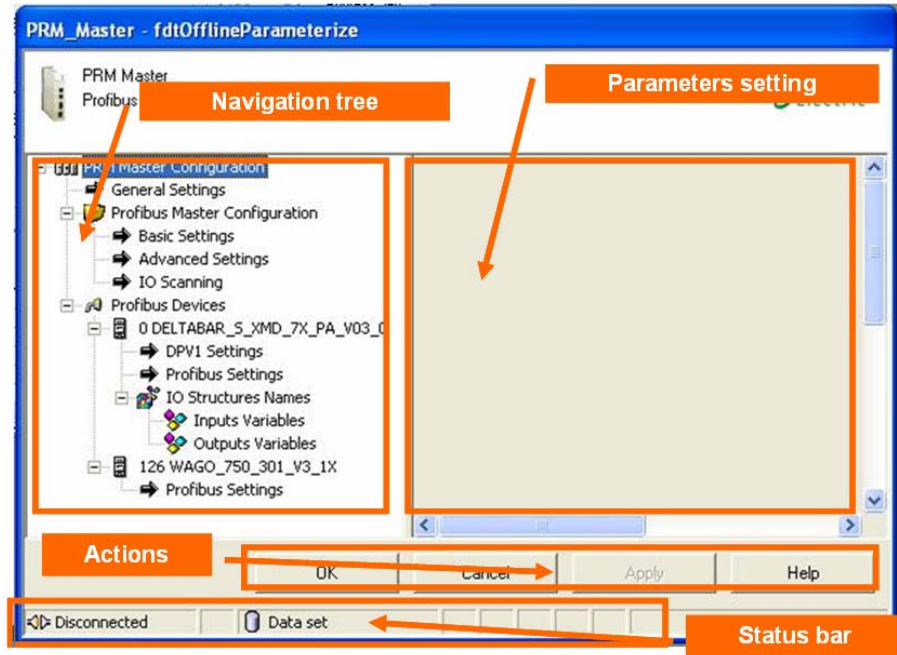 PRM_Master - fdtOfflineParameterize
PRM Master
Profibus
Navigation tree
Parameters setting
PRM Master Configuration
General Settings
Profibus Master Configuration
Basic Settings
Advanced Settings
IO Scanning
Profibus Devices
0 DELTABAR_S_XMD_7X_PA_V03_
DPV1 Settings
Profibus Settings
IO Structures Names
Inputs Variables
Outputs Variables
126 WAGO_750_301_V3_1X
Profibus Settings
Actions
OK
Cancel
Apply
Help
Disconnected
Data set
Status bar